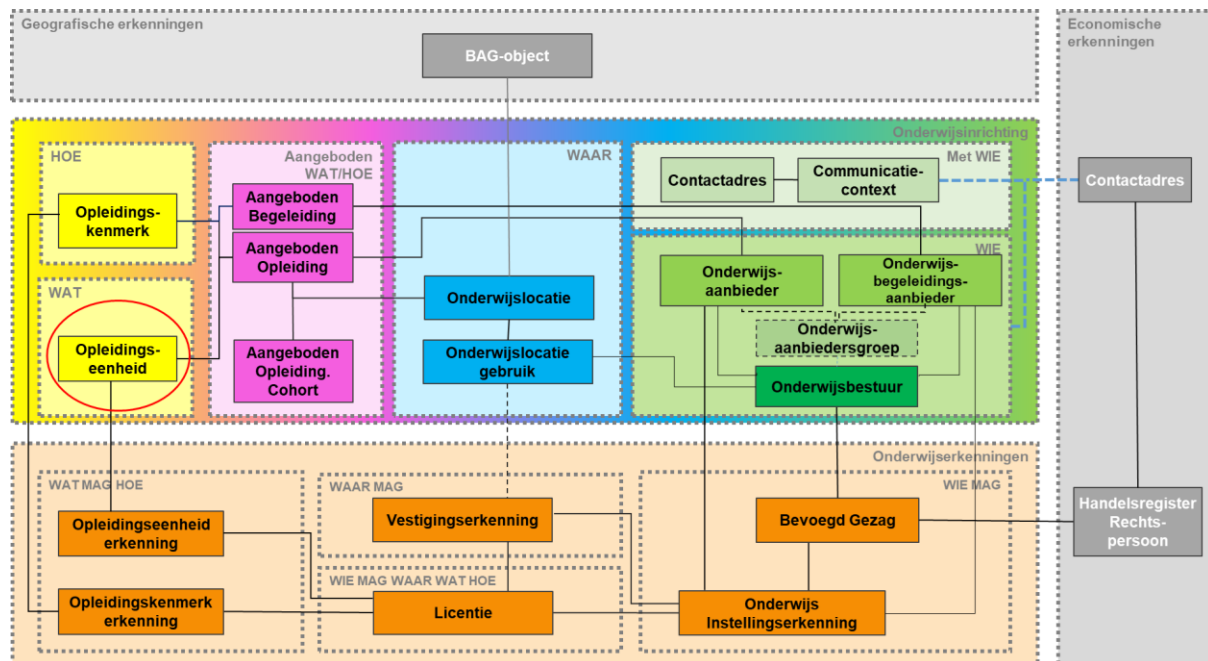 Geografische erkenningen
BAG-object
Economische
erkenningen
Onderwijsinrichting
HOE
Opleidings-
kenmerk
WAT
Opleidings-
eenheid
Aangeboden
WAT/HOE
Aangeboden
Begeleiding
Aangeboden
Opleiding
Aangeboden
Opleiding.
Cohort
WAAR
Onderwijslocatie
Onderwijslocatie
gebruik
Met WIE
Contactadres
Communicatie-
context
WIE
Onderwijs-
aanbieder
Onderwijs-
begeleidings-
aanbieder
Onderwijs-
aanbiedersgroep
Onderwijsbestuur
Contactadres
Handelsregister
Rechts-
persoon
Onderwijserkenningen
WAT MAG HOE
Opleidingseenheid
erkenning
Opleidingskenmerk
erkenning
WAAR MAG
Vestigingserkenning
WIE MAG WAAR WAT HOE
Licentie
WIE MAG
Bevoegd Gezag
Onderwijs
Instellingserkenning